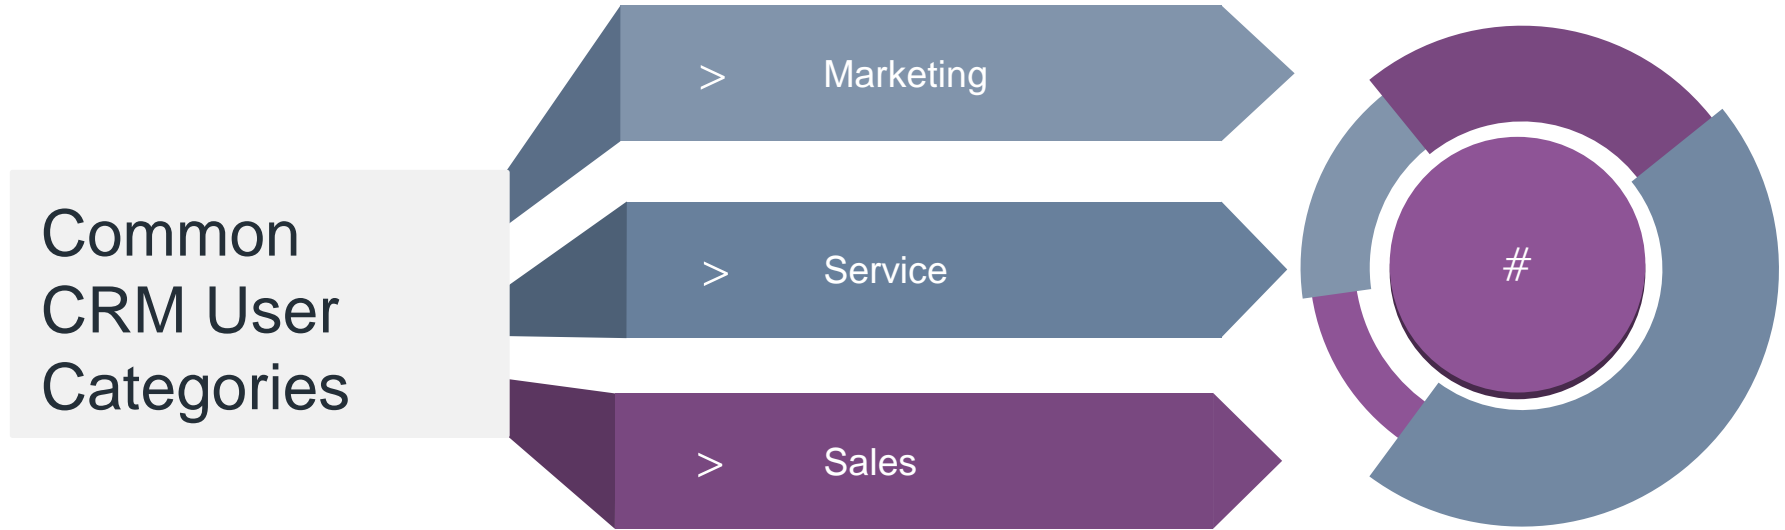 Common
CRM User
Categories
> Marketing
> Service
> Sales
#